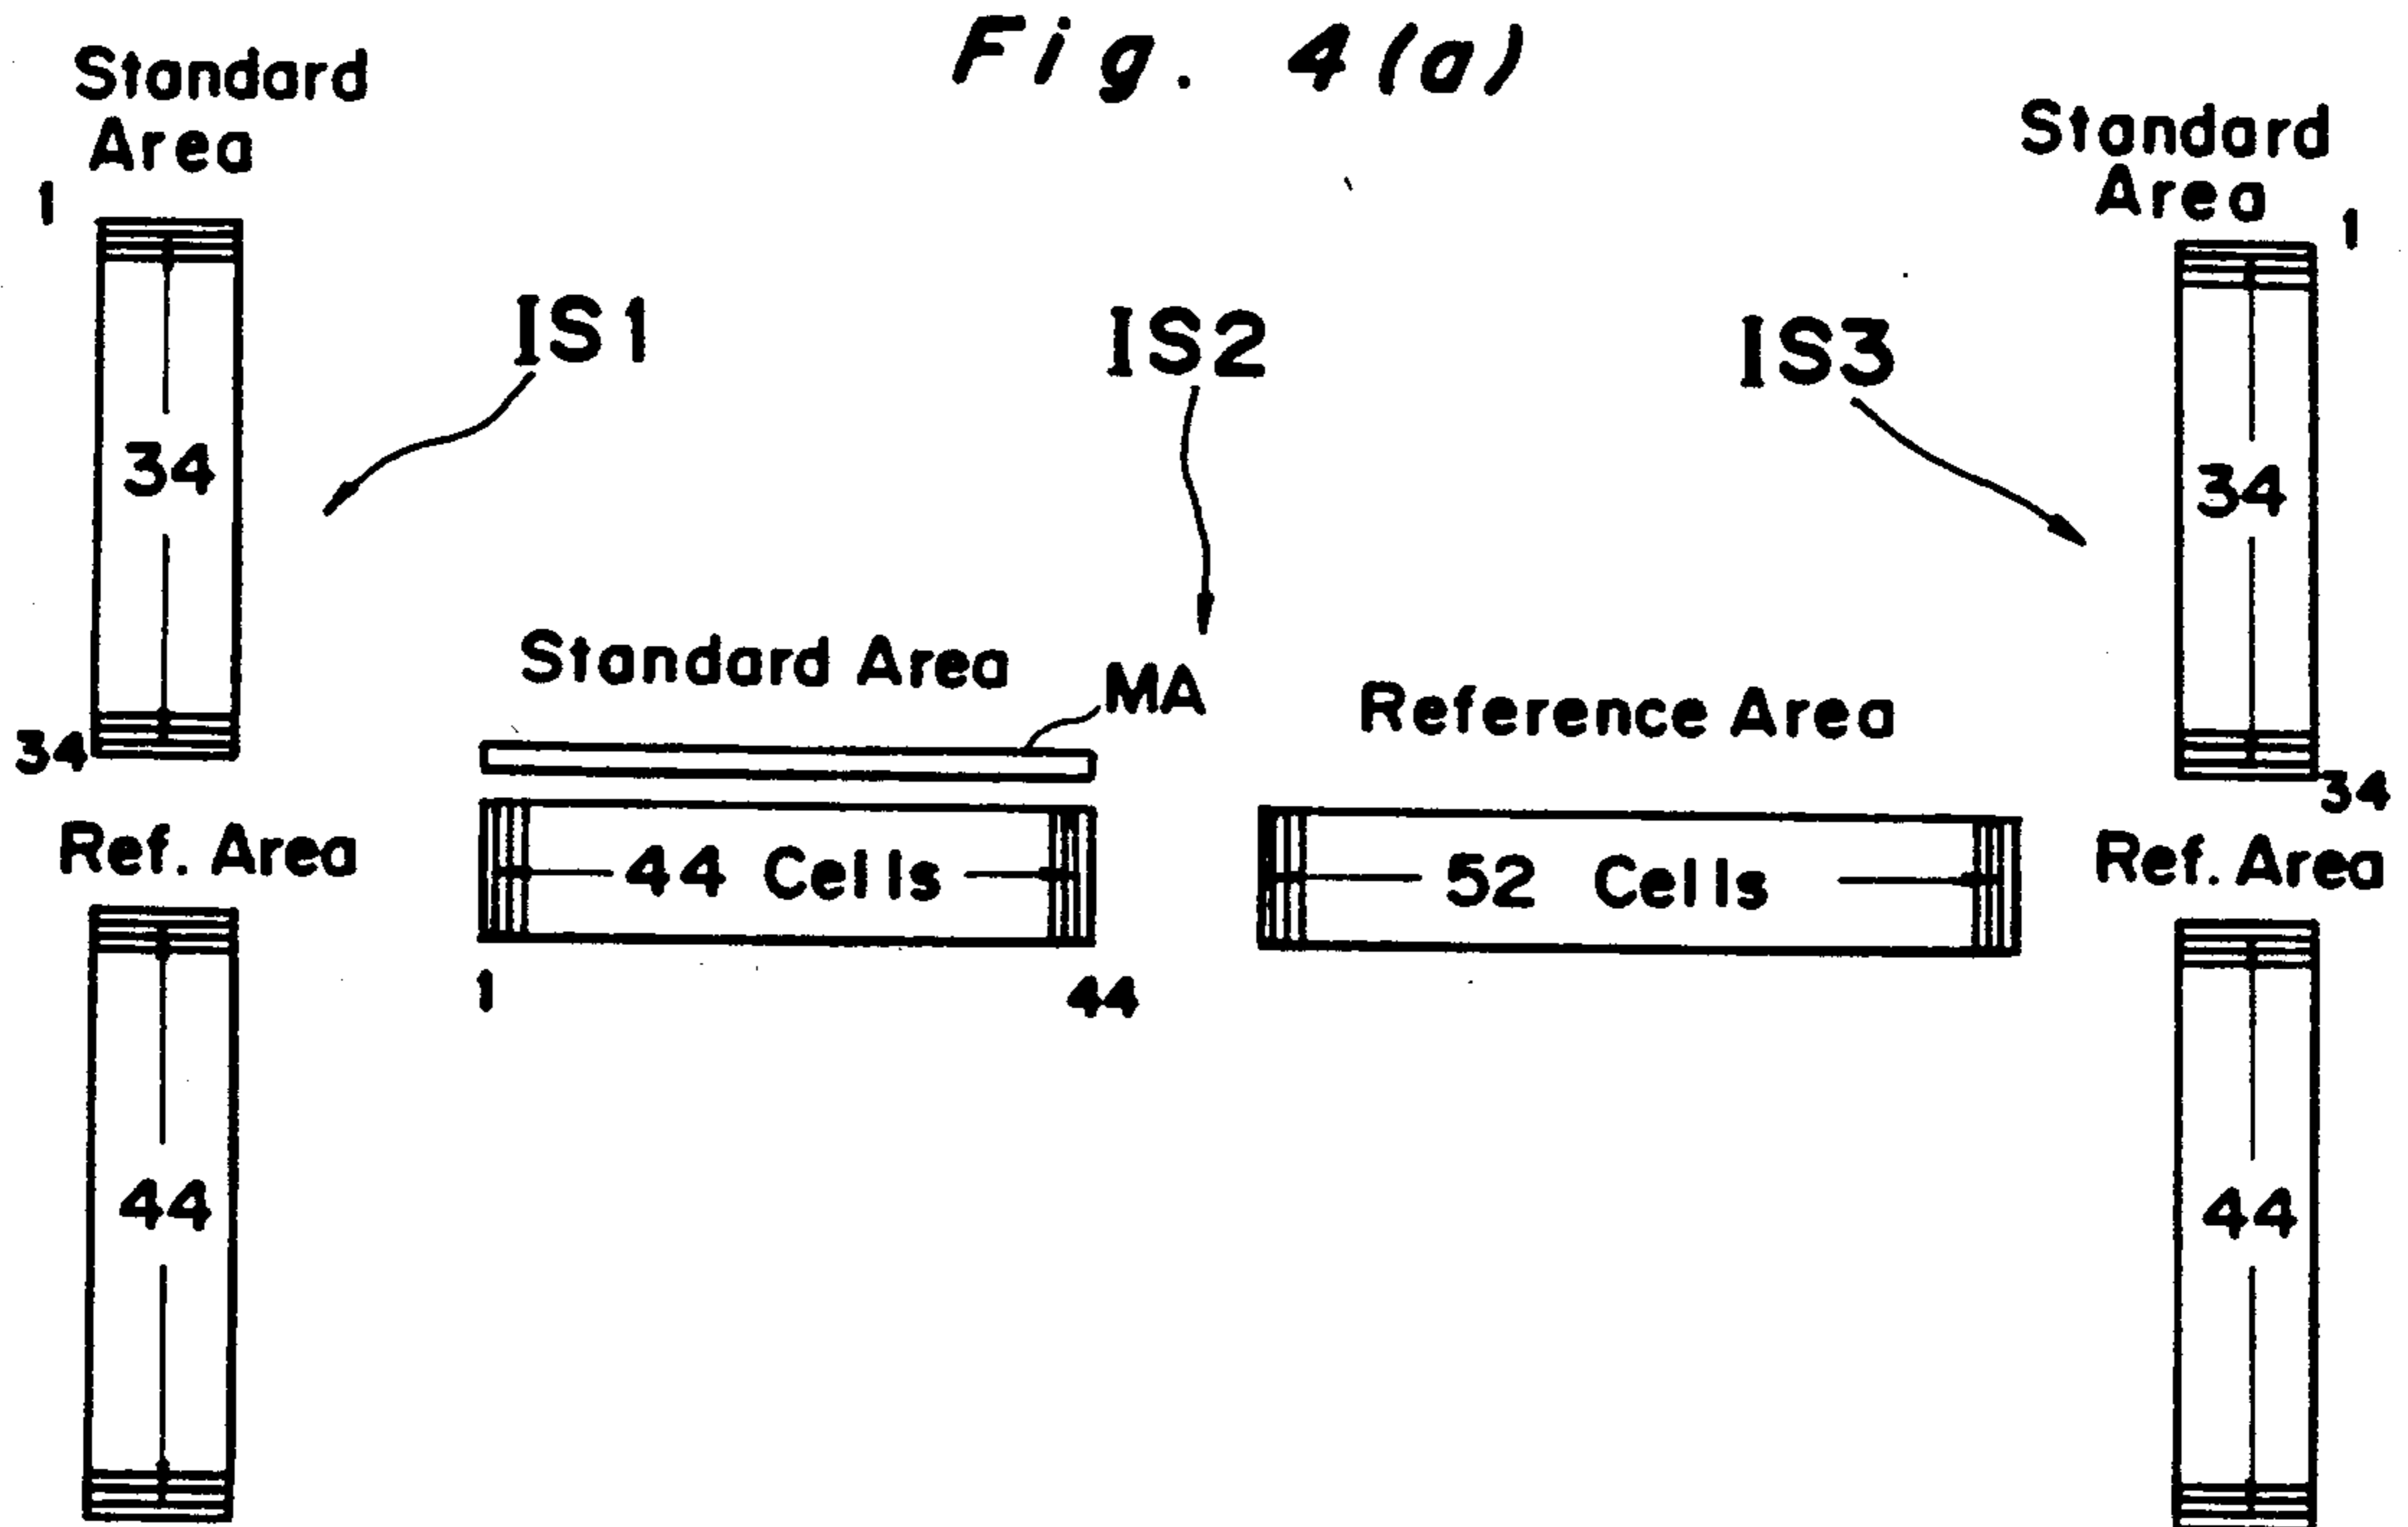 Fig. 4(a)
Standard
Area
1
34
34
Ref. Area
44
IS1
IS2
IS3
Standard Area
MA
44 Cells
1
44
Reference Area
52 Cells
Standard
Area
1
34
34
Ref. Area
44